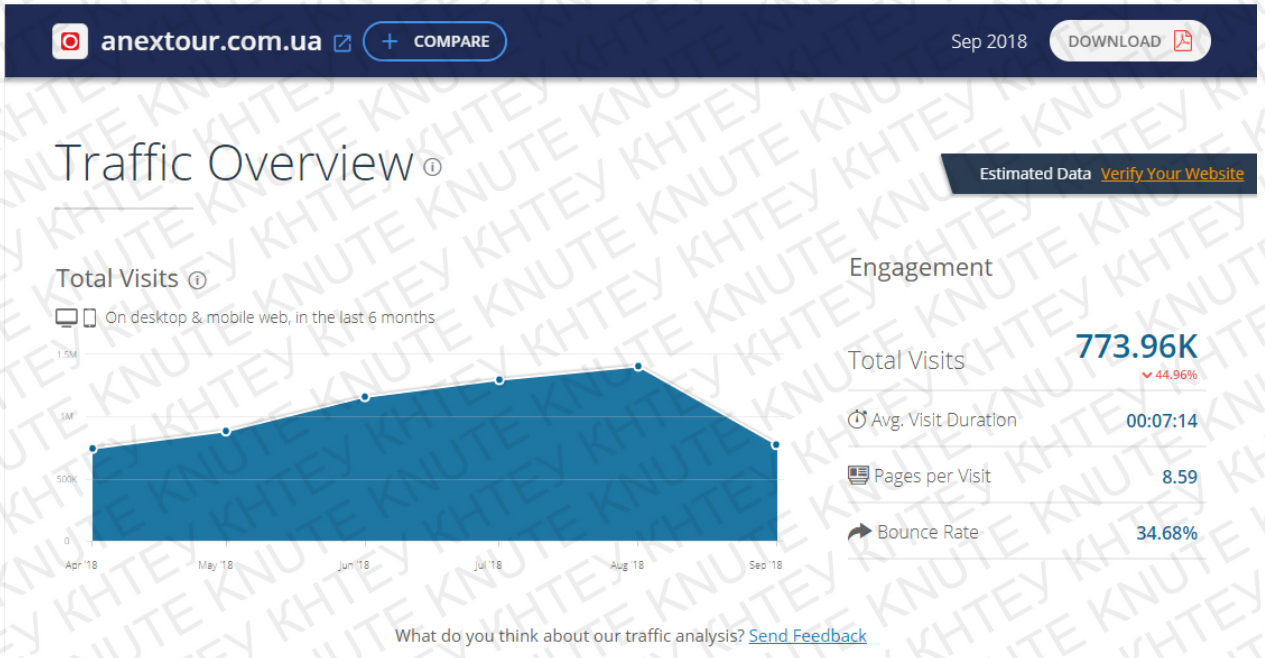 anextour.com.ua + COMPARE Sep 2018 DOWNLOAD
Traffic Overview
Estimated Data Verify Your Website
Total Visits
On desktop & mobile web, in the last 6 months
1.5M
1M
500K
0
Apr '18 May '18 Jun '18 Jul '18 Aug '18 Sep '18
Engagement
Total Visits 773.96K
44.96%
Avg. Visit Duration 00:07:14
Pages per Visit 8.59
Bounce Rate 34.68%
What do you think about our traffic analysis? Send Feedback
KNUTE KHTEY